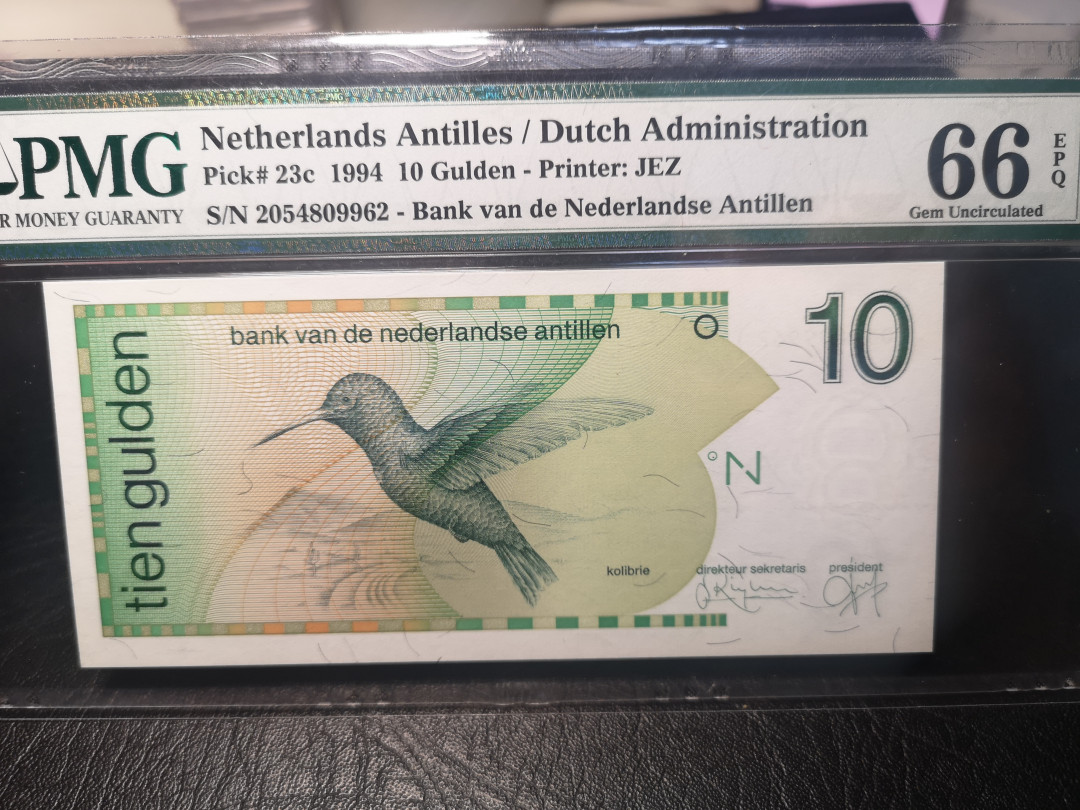 PMG
R MONEY GUARANTY
Netherlands Antilles / Dutch Administration
Pick# 23c 1994 10 Gulden - Printer: JEZ
S/N 2054809962 - Bank van de Nederlandse Antillen
66
EPQ
Gem Uncirculated
bank van de nederlandse antillen
10
tien gulden
°N
kolibrie
direkteur sekretaris
president